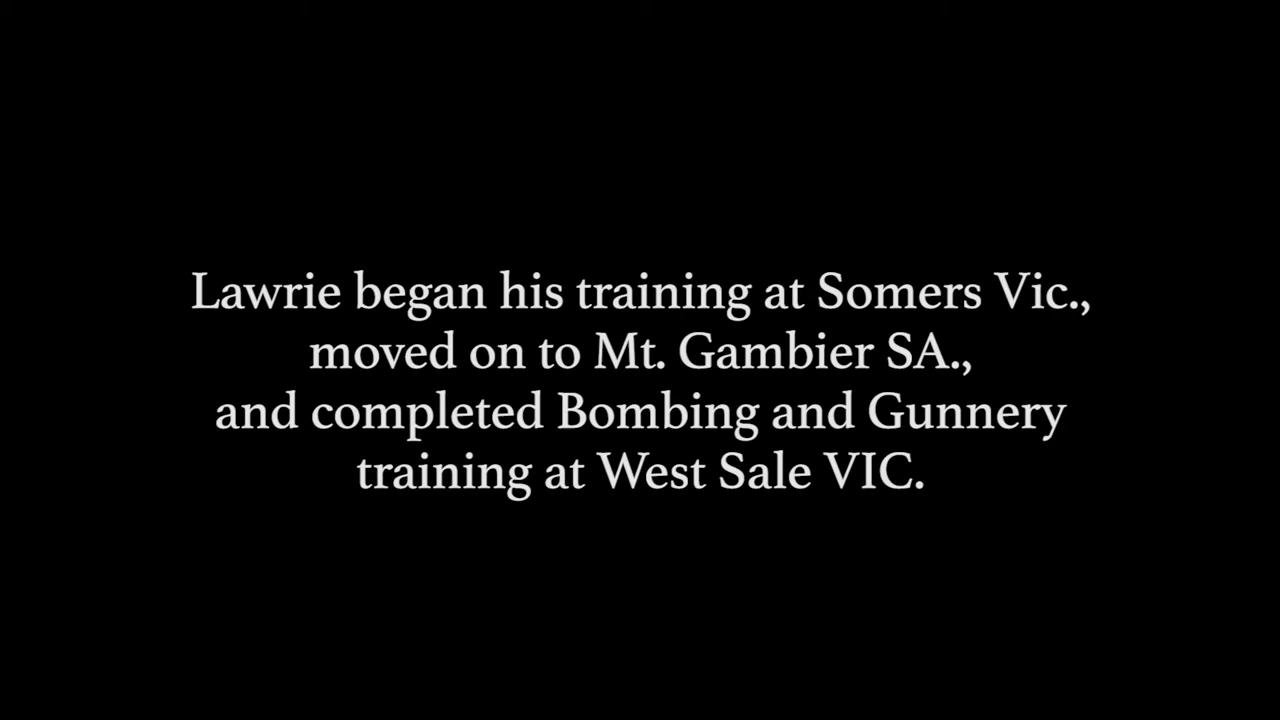 Lawrie began his training at Somers Vic.,
moved on to Mt. Gambier SA.,
and completed Bombing and Gunnery
training at West Sale VIC.